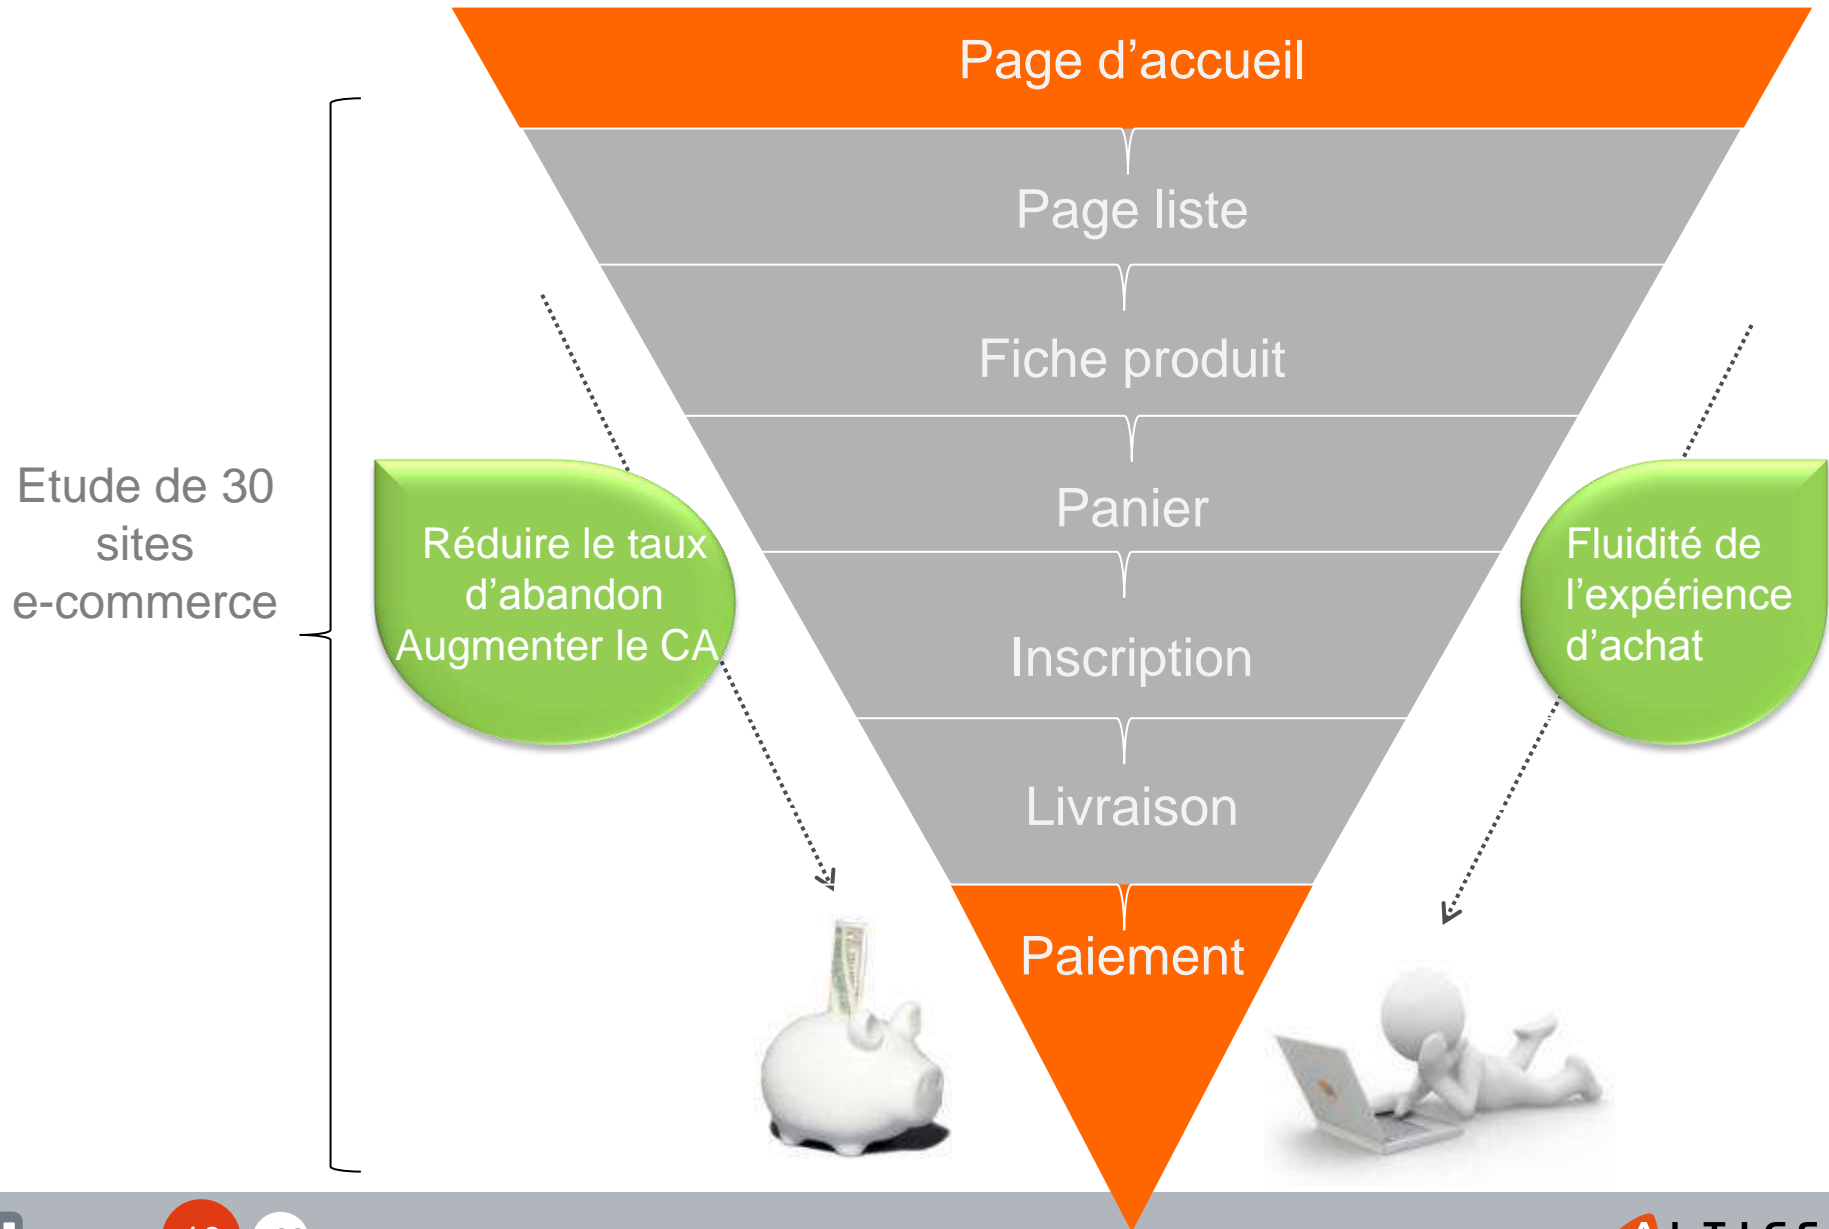 Page d’accueil
Page liste
Fiche produit
Panier
Inscription
Livraison
Paiement
Etude de 30
sites
e-commerce
Réduire le taux
d’abandon
Augmenter le CA
Fluidité de
l’expérience
d’achat